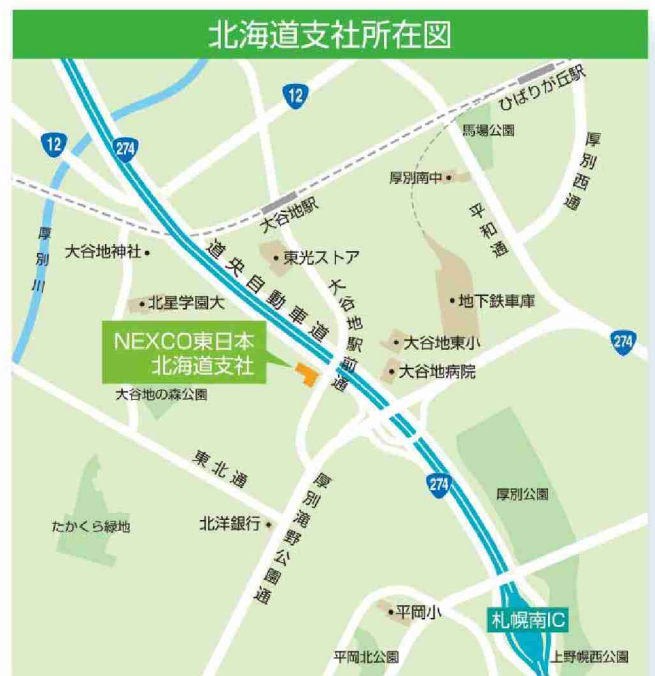 北海道支社所在図
ひばりが丘駅
12
馬場公園
12
274
厚別西通
厚別南中
平和通
大谷地駅
厚別川
大谷地神社
道央自動車道
東光ストア
大谷地駅前通
北星学園大
地下鉄車庫
NEXCO東日本
北海道支社
大谷地東小
274
大谷地病院
大谷地の森公園
東北通
274
厚別公園
たかくら緑地
北洋銀行
厚別滝野公園通
平岡小
札幌南IC
平岡北公園
上野幌西公園